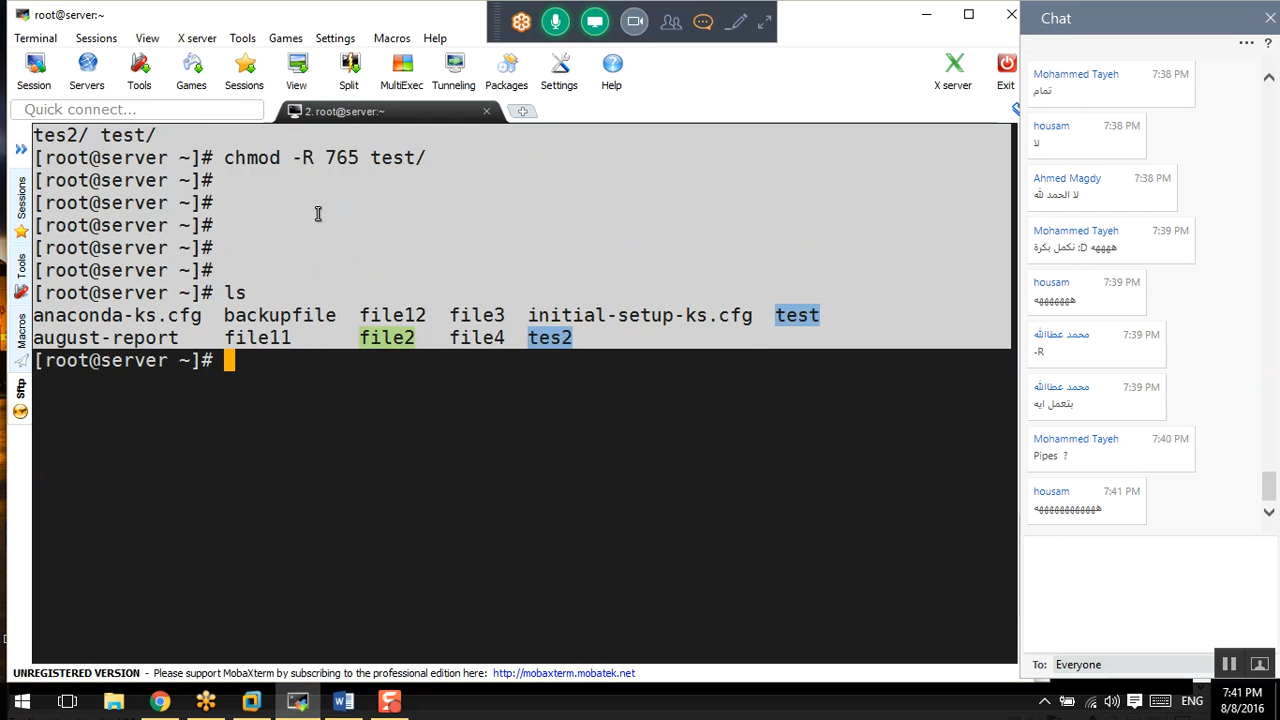 root@server:~
Terminal Sessions View X server Tools Games Settings Macros Help
Session Servers Tools Games Sessions View Split MultiExec Tunneling Packages Settings Help X server Exit
Quick connect...
2. root@server:~
Sessions
Tools
Macros
Sftp
tes2/ test/
[root@server ~]# chmod -R 765 test/
[root@server ~]#
[root@server ~]#
[root@server ~]#
[root@server ~]#
[root@server ~]#
[root@server ~]# ls
anaconda-ks.cfg backupfile file12 file3 initial-setup-ks.cfg test
august-report file11 file2 file4 tes2
[root@server ~]#
UNREGISTERED VERSION - Please support MobaXterm by subscribing to the professional edition here: http://mobaxterm.mobatek.net
Chat
... ?
Mohammed Tayeh 7:38 PM
تمام
housam 7:38 PM
لا
Ahmed Magdy 7:38 PM
لا الحمد لله
Mohammed Tayeh 7:39 PM
ههههه D: نكمل بكرة
housam 7:39 PM
محمد عطاالله 7:39 PM
-R
محمد عطاالله 7:39 PM
بتعمل ايه
Mohammed Tayeh 7:40 PM
Pipes ?
housam 7:41 PM
To: Everyone
ENG
7:41 PM
8/8/2016